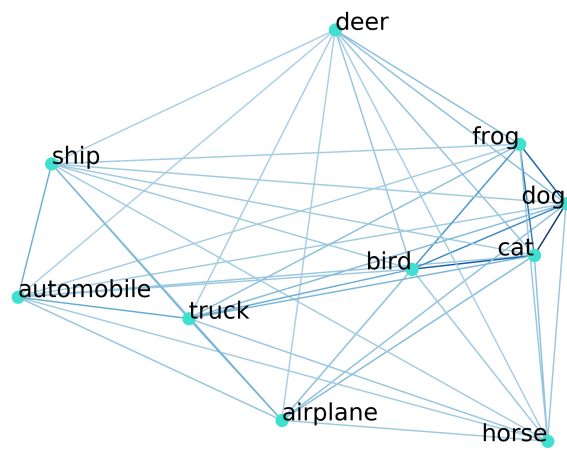 deer
frog
ship
dog
cat
bird
automobile
truck
airplane
horse